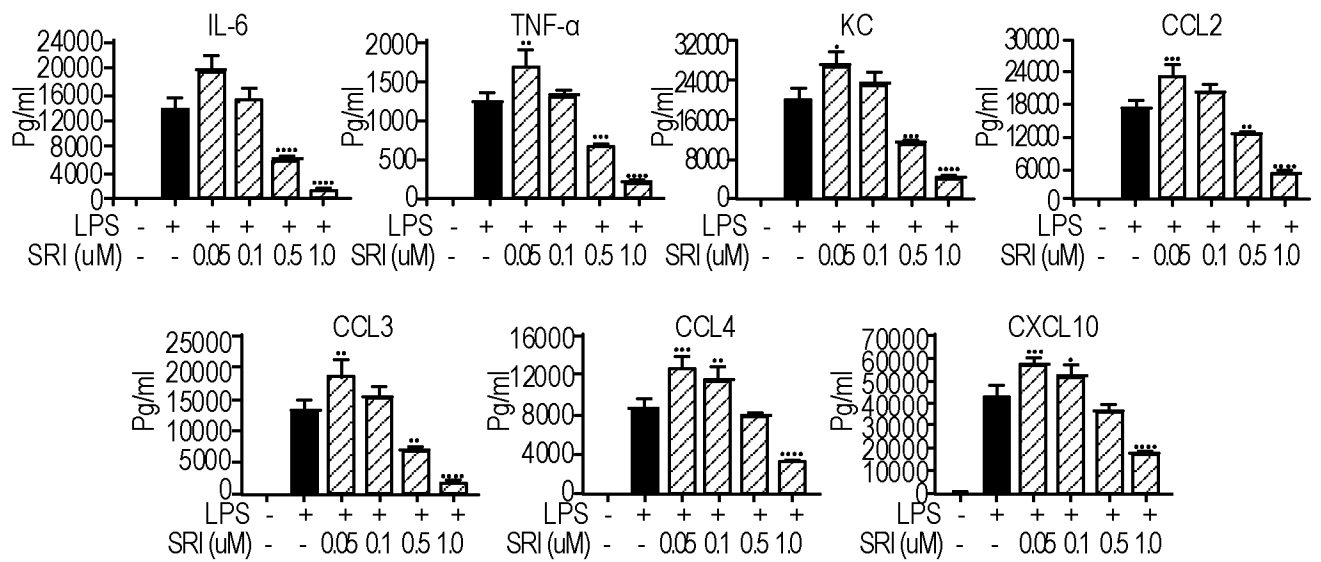 IL-6
24000
20000
16000
12000
8000
4000
0
Pg/ml
LPS - + + + + +
SRI (uM) - - 0.05 0.1 0.5 1.0
TNF-α
2000
1500
1000
500
0
Pg/ml
LPS - + + + + +
SRI (uM) - - 0.05 0.1 0.5 1.0
KC
32000
24000
16000
8000
0
Pg/ml
LPS - + + + + +
SRI (uM) - - 0.05 0.1 0.5 1.0
CCL2
30000
24000
18000
12000
6000
0
Pg/ml
LPS - + + + + +
SRI (uM) - - 0.05 0.1 0.5 1.0
CCL3
25000
20000
15000
10000
5000
0
Pg/ml
LPS - + + + + +
SRI (uM) - - 0.05 0.1 0.5 1.0
CCL4
16000
12000
8000
4000
0
Pg/ml
LPS - + + + + +
SRI (uM) - - 0.05 0.1 0.5 1.0
CXCL10
70000
60000
50000
40000
30000
20000
10000
0
Pg/ml
LPS - + + + + +
SRI (uM) - - 0.05 0.1 0.5 1.0